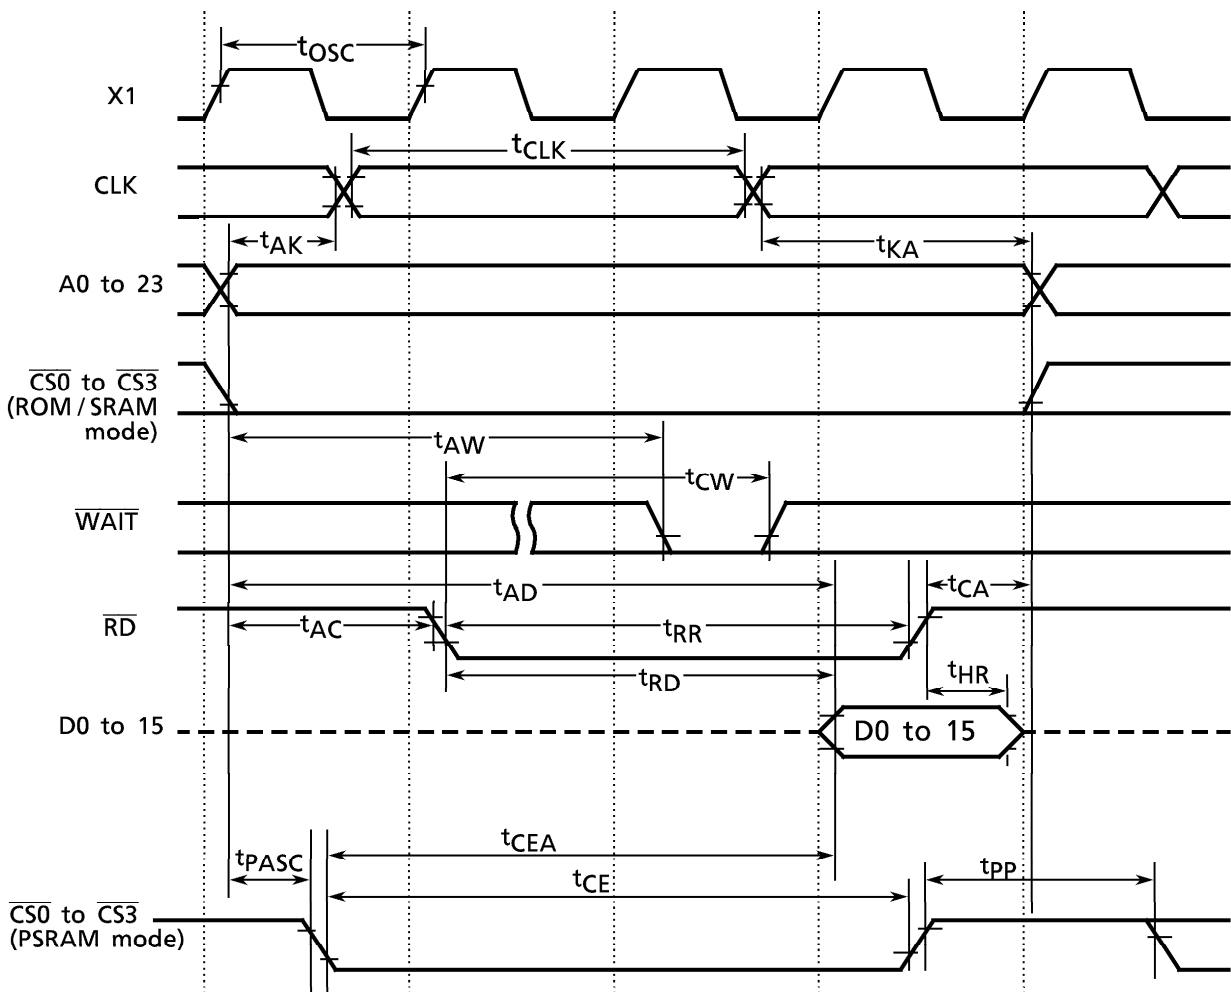 tOSC
X1
tCLK
CLK
tAK
tKA
A0 to 23
CS0 to CS3
(ROM/SRAM
mode)
tAW
tCW
WAIT
tAD
tCA
RD
tAC
tRR
tRD
tHR
D0 to 15
D0 to 15
tCEA
tPASC
tCE
tPP
CS0 to CS3
(PSRAM mode)